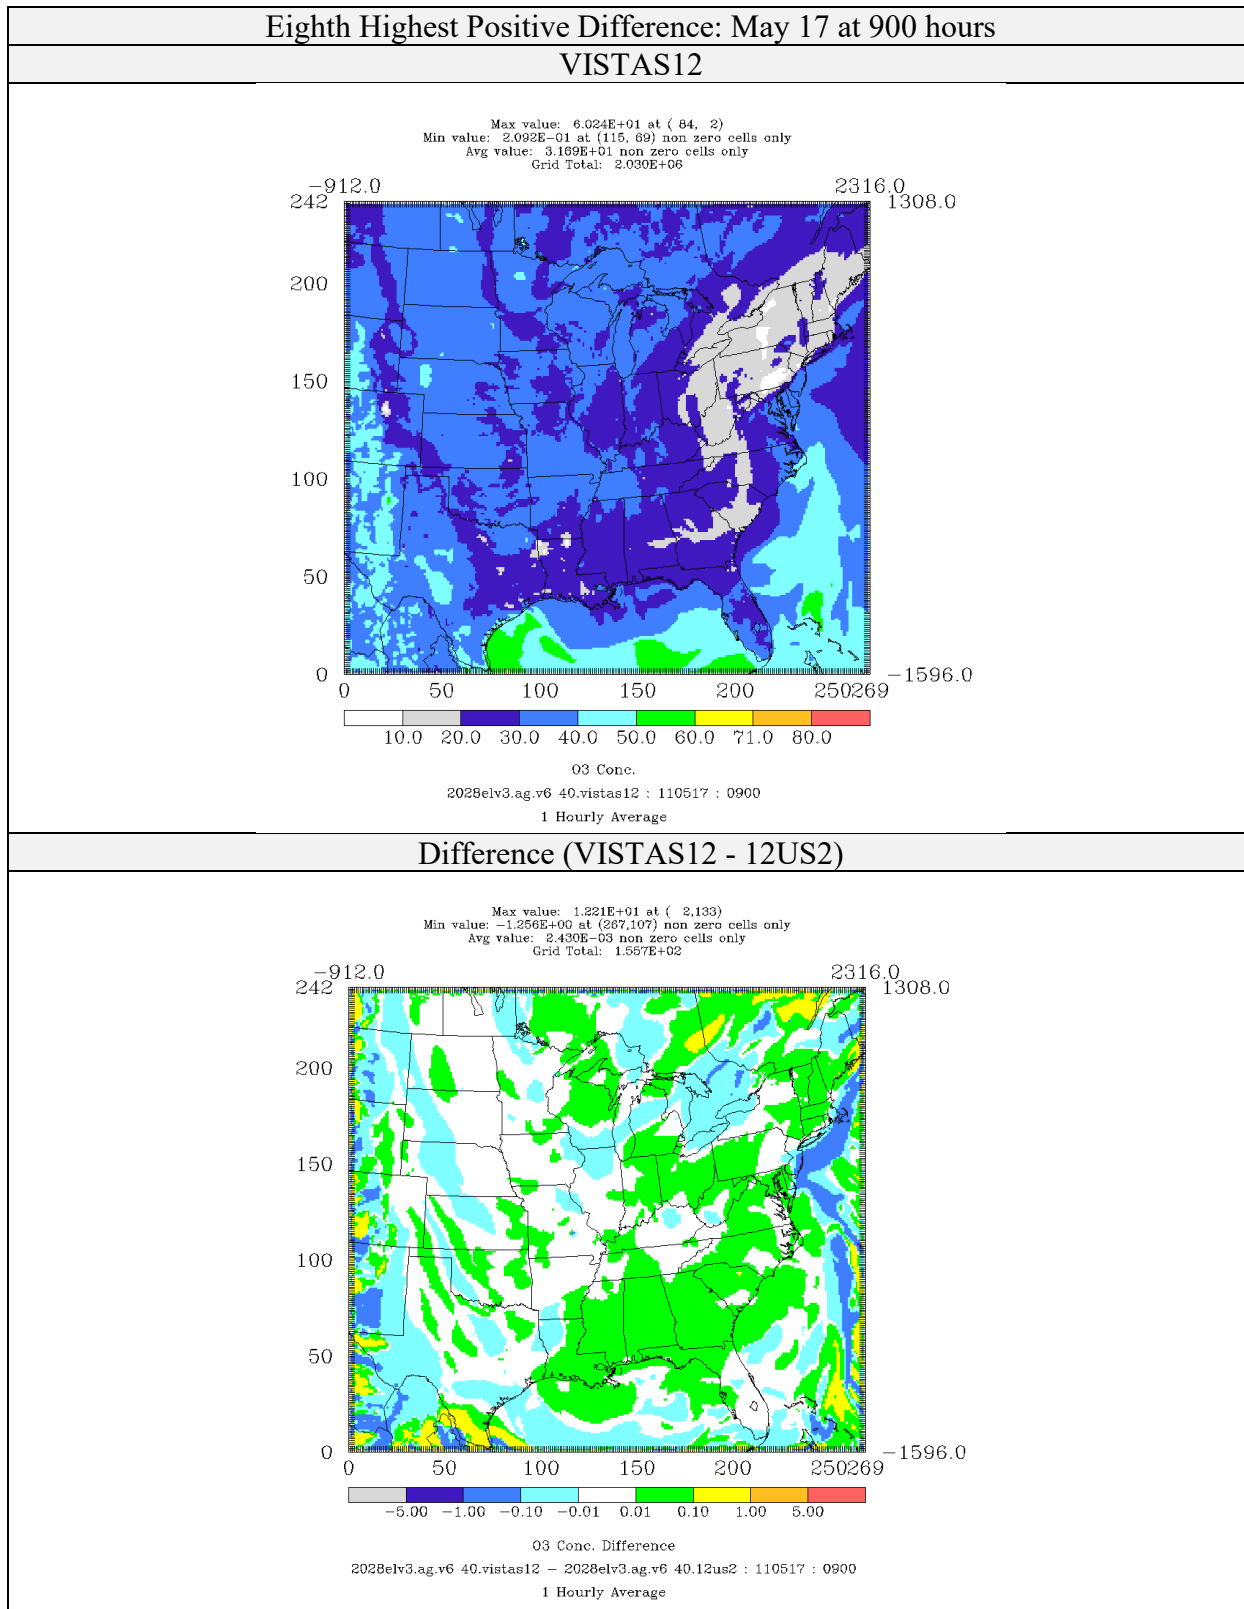 Eighth Highest Positive Difference: May 17 at 900 hours
VISTAS12
Max value: 6.024E+01 at ( 84, 2)
Min value: 2.092E-01 at (115, 69) non zero cells only
Avg value: 3.169E+01 non zero cells only
Grid Total: 2.030E+06
-912.0 2316.0
242 1308.0
200
150
100
50
0 -1596.0
0 50 100 150 200 250269
10.0 20.0 30.0 40.0 50.0 60.0 71.0 80.0
O3 Conc.
2028elv3.ag.v6 40.vistas12 : 110517 : 0900
1 Hourly Average
Difference (VISTAS12 - 12US2)
Max value: 1.221E+01 at ( 2,133)
Min value: -1.256E+00 at (267,107) non zero cells only
Avg value: 2.430E-03 non zero cells only
Grid Total: 1.557E+02
-912.0 2316.0
242 1308.0
200
150
100
50
0 -1596.0
0 50 100 150 200 250269
-5.00 -1.00 -0.10 -0.01 0.01 0.10 1.00 5.00
O3 Conc. Difference
2028elv3.ag.v6 40.vistas12 - 2028elv3.ag.v6 40.12us2 : 110517 : 0900
1 Hourly Average